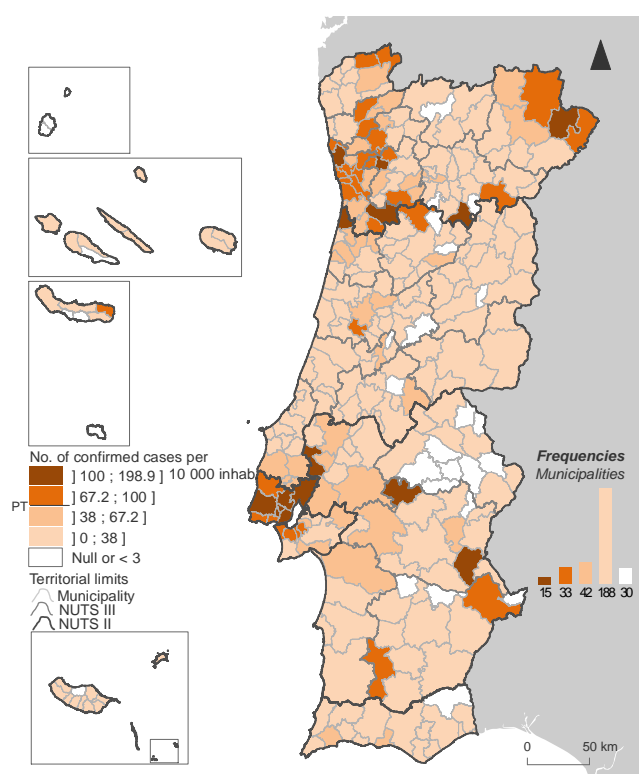 No. of confirmed cases per
10 000 inhab.
] 100 ; 198.9 ]
] 67.2 ; 100 ]
PT
] 38 ; 67.2 ]
] 0 ; 38 ]
Null or < 3
Territorial limits
Municipality
NUTS III
NUTS II
Frequencies
Municipalities
15 33 42 188 30
0 50 km